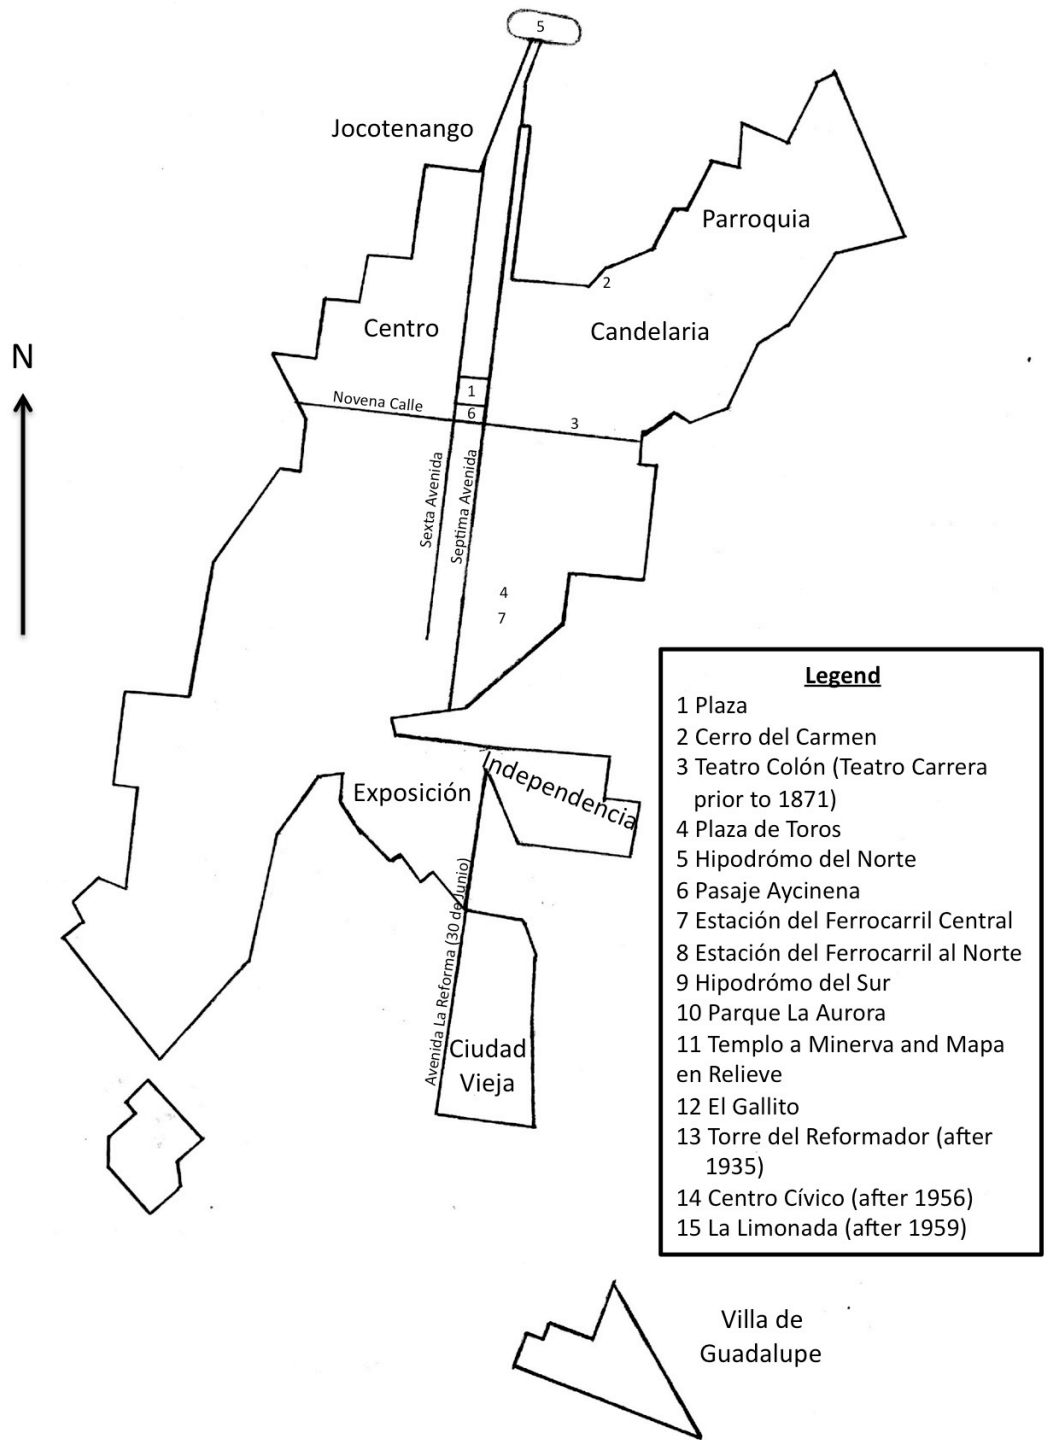 5
Jocotenango
Parroquia
2
Centro
Candelaria
N
1
Novena Calle
6
3
Sexta Avenida
Septima Avenida
4
7
Independencia
Exposición
Avenida La Reforma (30 de Junio)
Ciudad
Vieja
Legend
1 Plaza
2 Cerro del Carmen
3 Teatro Colón (Teatro Carrera
prior to 1871)
4 Plaza de Toros
5 Hipodrómo del Norte
6 Pasaje Aycinena
7 Estación del Ferrocarril Central
8 Estación del Ferrocarril al Norte
9 Hipodrómo del Sur
10 Parque La Aurora
11 Templo a Minerva and Mapa
en Relieve
12 El Gallito
13 Torre del Reformador (after
1935)
14 Centro Cívico (after 1956)
15 La Limonada (after 1959)
Villa de
Guadalupe